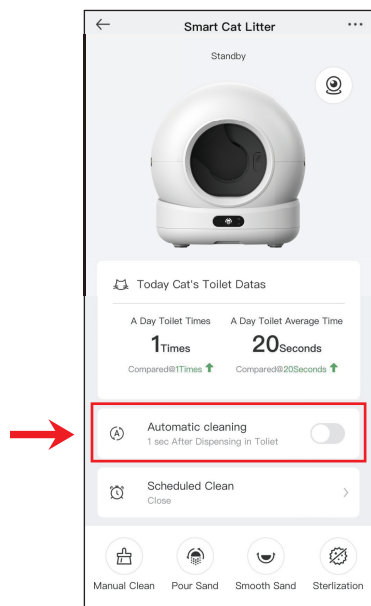 Smart Cat Litter
Standby
Today Cat's Toilet Datas
A Day Toilet Times
A Day Toilet Average Time
1Times
20Seconds
Compared@1Times
Compared@20Seconds
Automatic cleaning
1 sec After Dispensing in Toliet
Scheduled Clean
Close
Manual Clean
Pour Sand
Smooth Sand
Sterlization